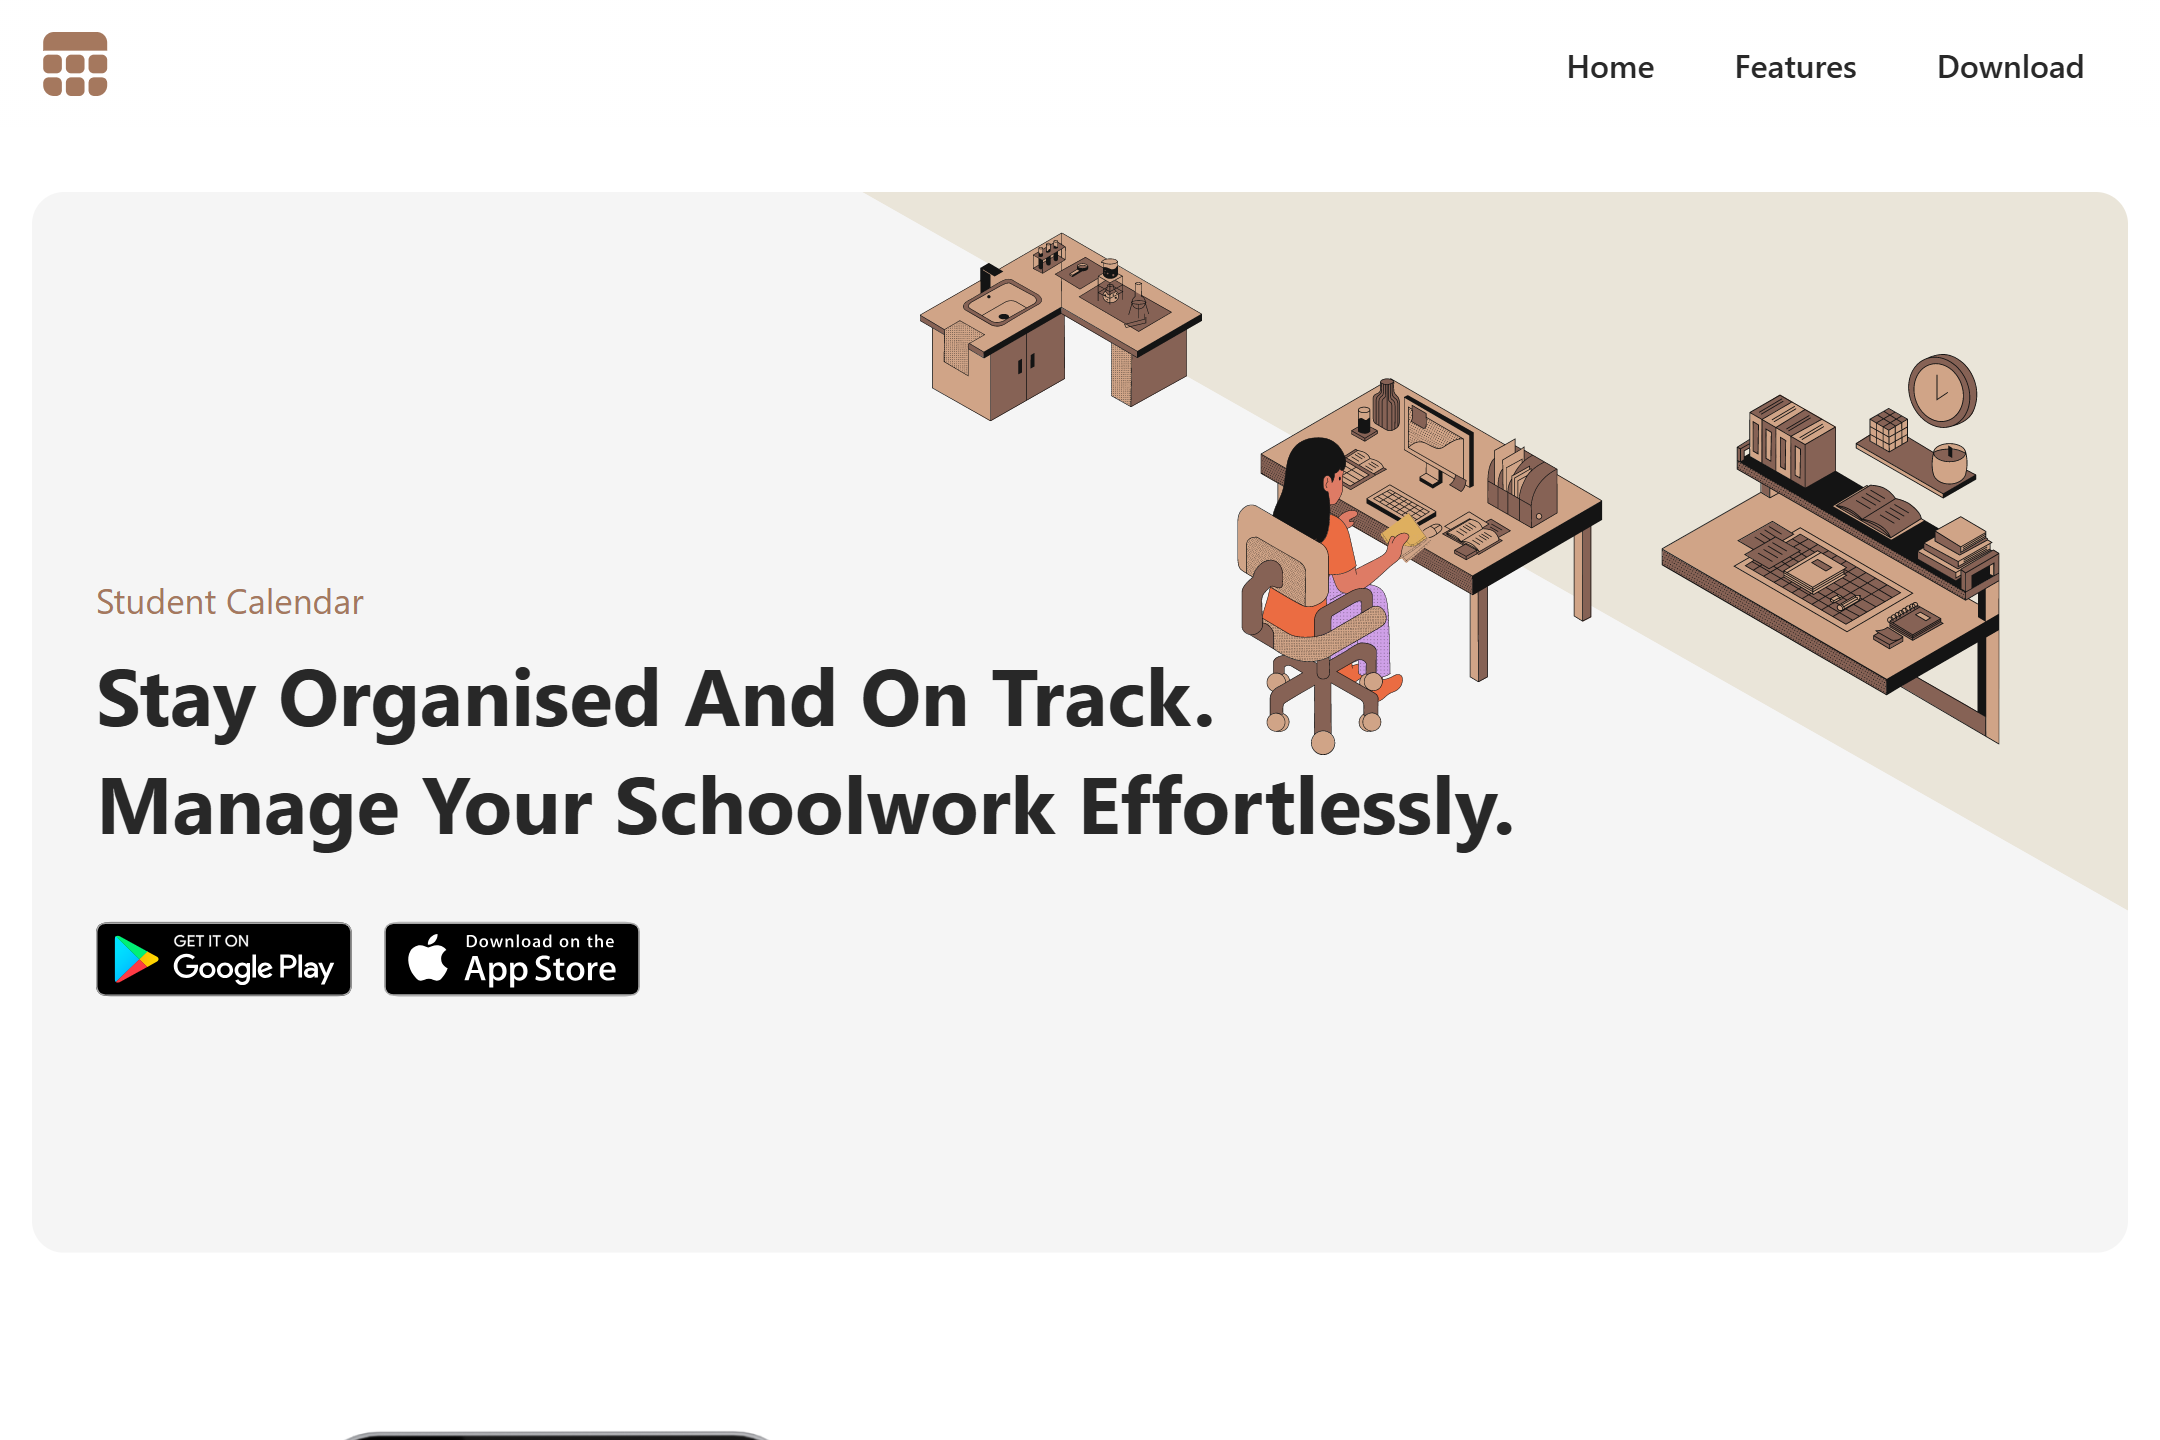 Home Features Download
Student Calendar
Stay Organised And On Track.
Manage Your Schoolwork Effortlessly.
GET IT ON
Google Play
Download on the
App Store